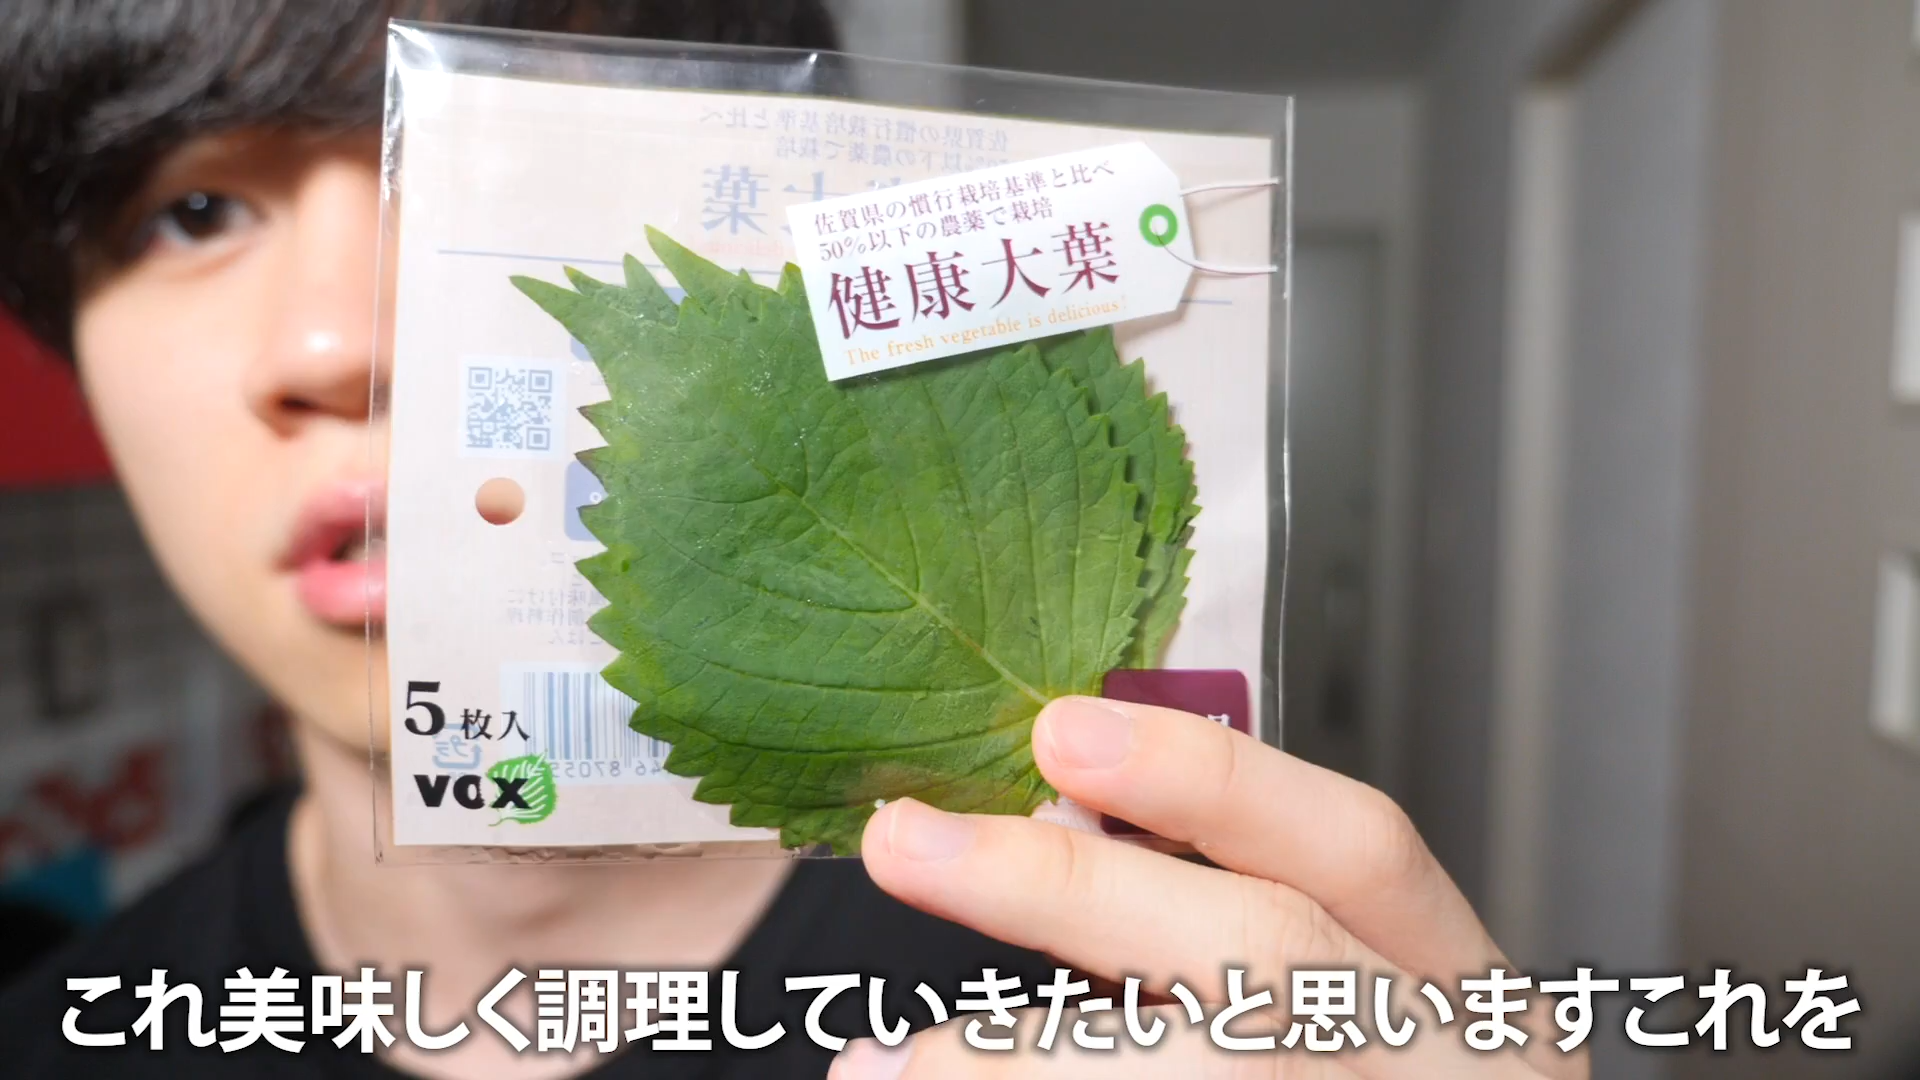 佐賀県の慣行栽培基準と比べ
50%以下の農薬で栽培
健康大葉
The fresh vegetable is delicious!
5枚入
vox
これ美味しく調理していきたいと思いますこれを